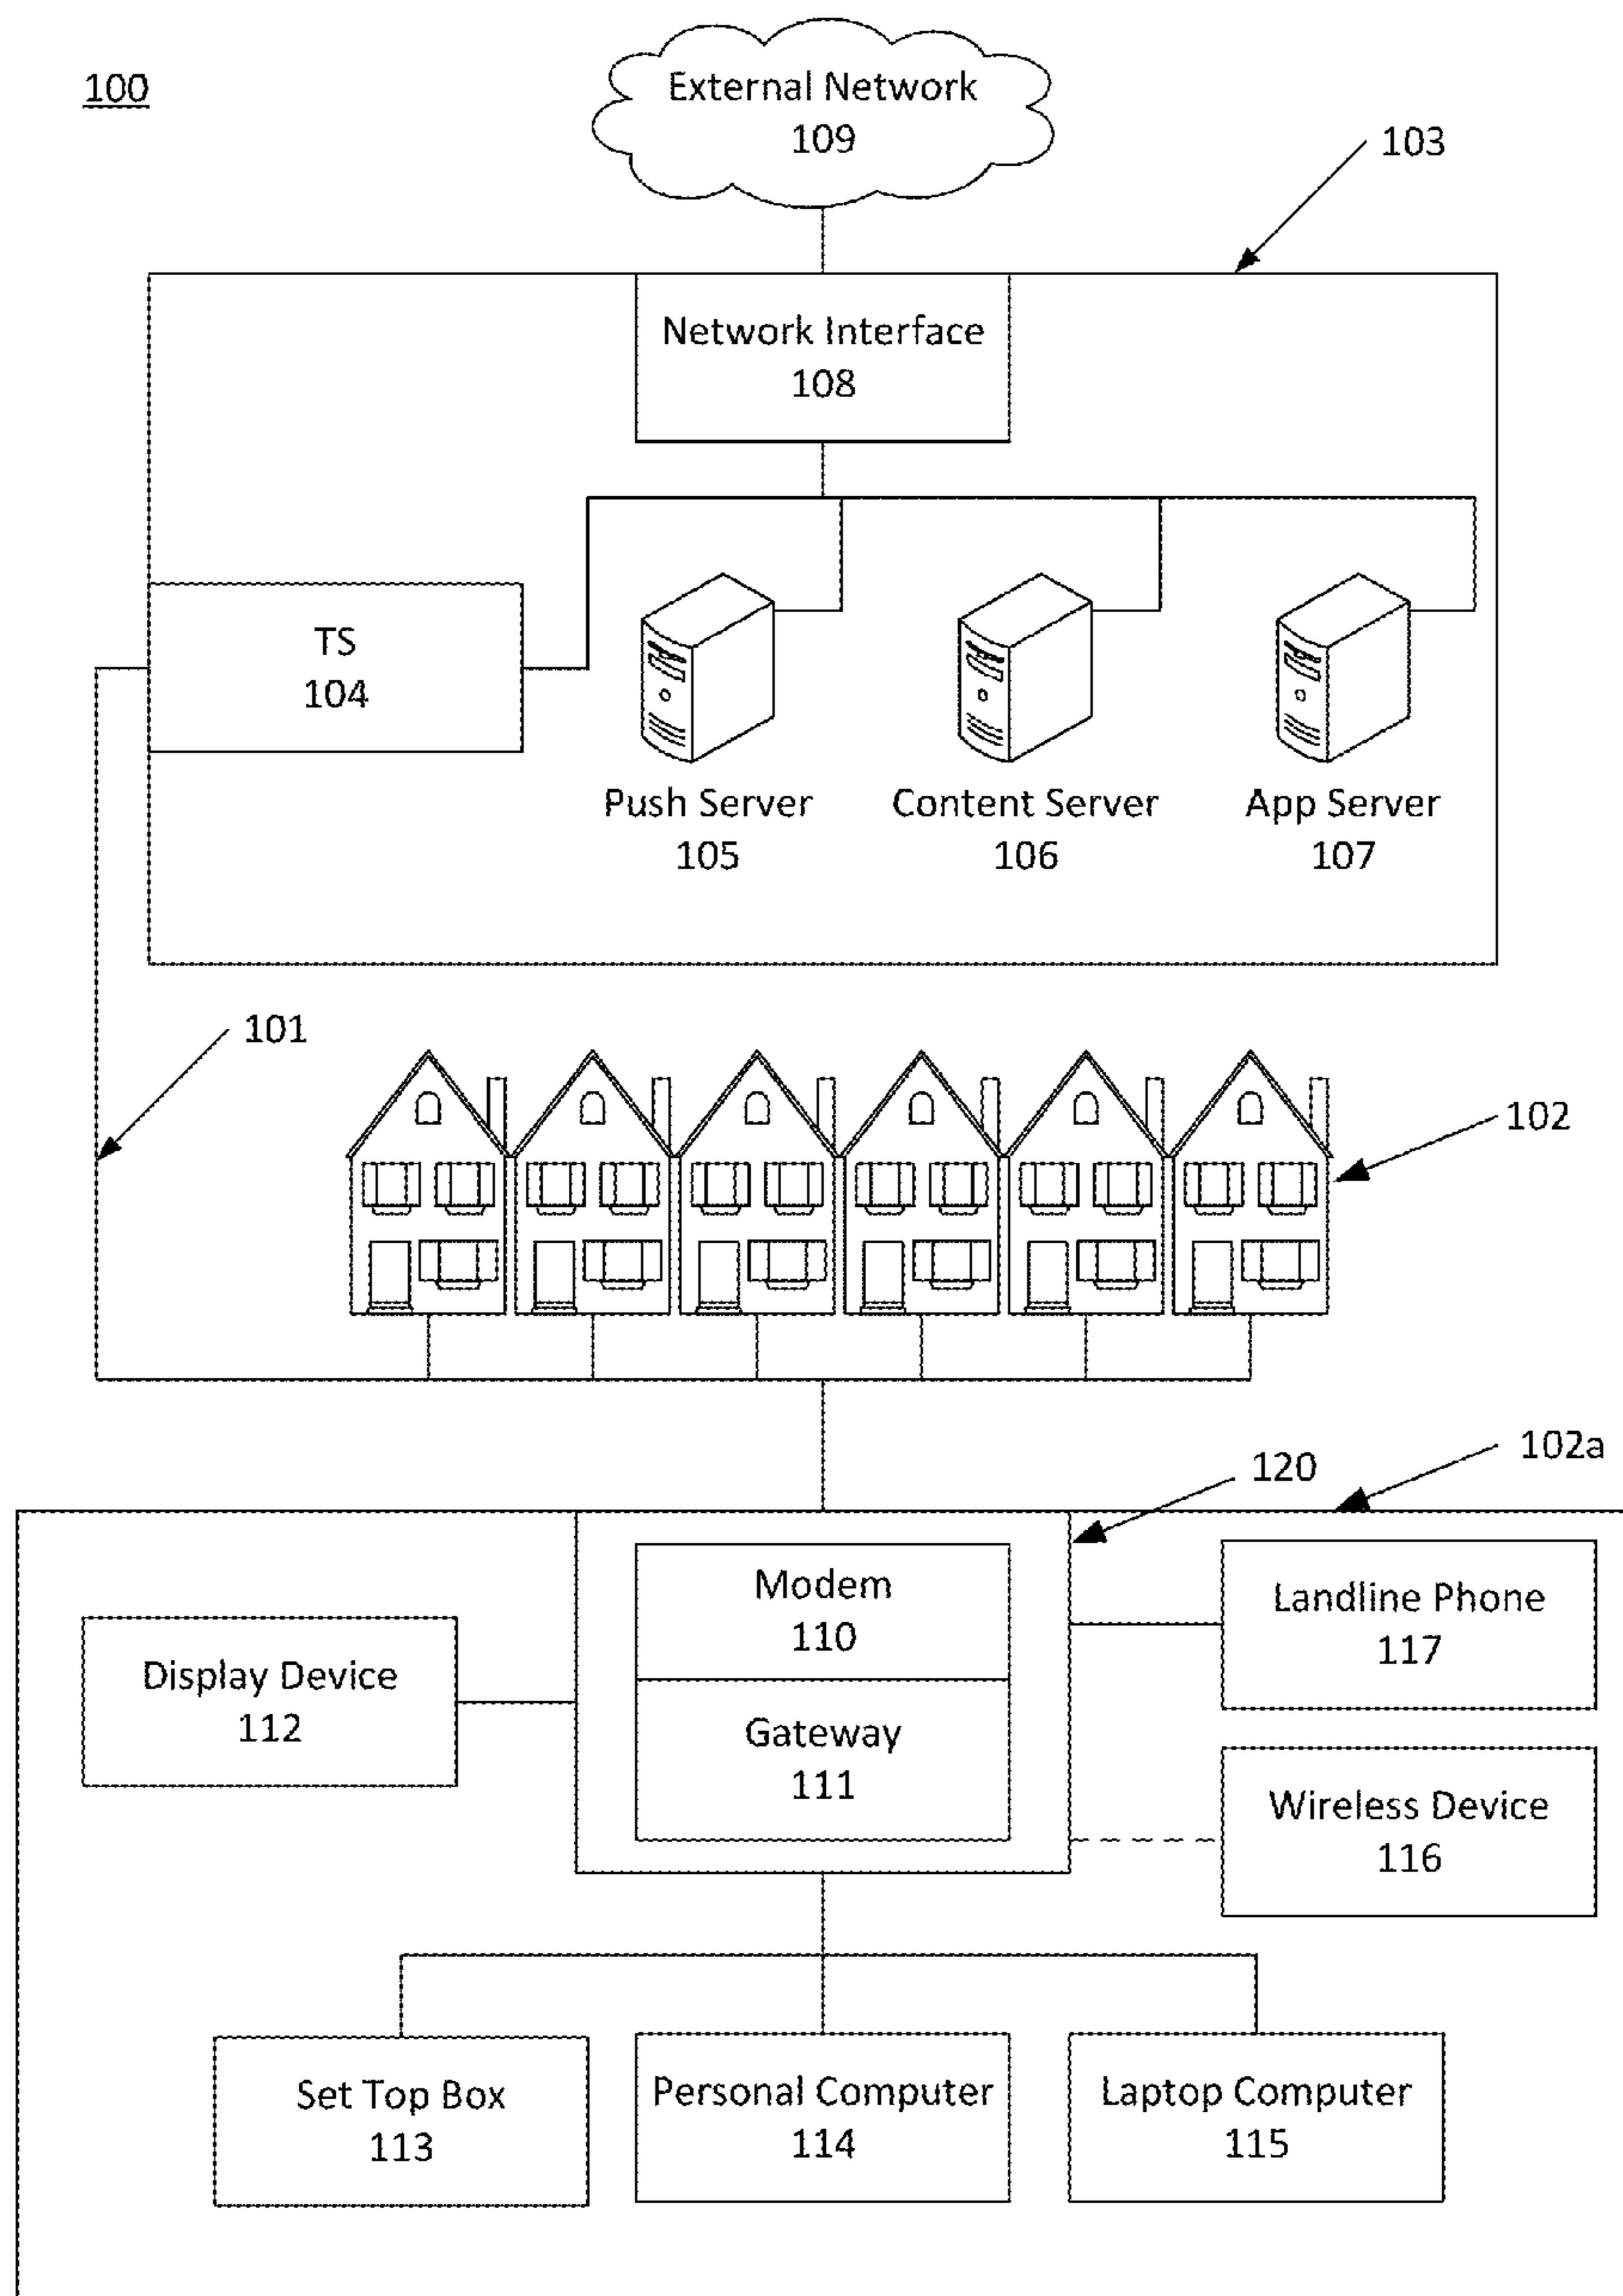 100
External Network
109
103
Network Interface
108
TS
104
Push Server
105
Content Server
106
App Server
107
101
102
102a
120
Modem
110
Landline Phone
117
Display Device
112
Gateway
111
Wireless Device
116
Set Top Box
113
Personal Computer
114
Laptop Computer
115